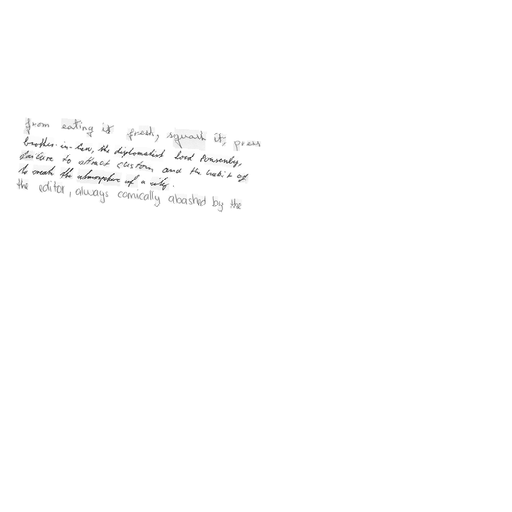 from eating it fresh, squash it, press
brother-in-law, the diplomatist Lord Ponsonby,
failure to attract custom, and the habit of
to create the atmosphere of a city.
the editor, always comically abashed by the